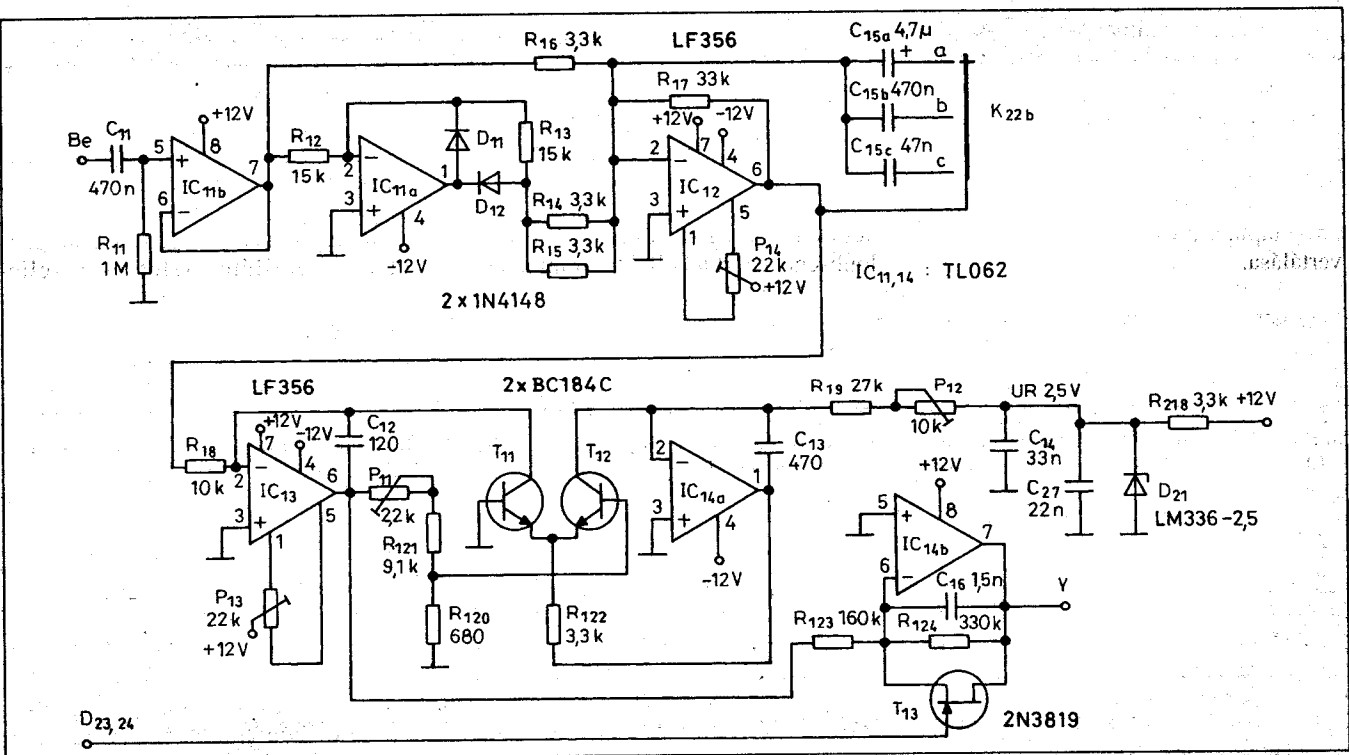 R16 3,3k
LF356
C15a 4,7µ
+ a
R17 33k
C15b 470n
b
K22b
C15c 47n
c
+12V
-12V
Be
C11
470n
5
+
8
7
IC11b
6
-
R11
1M
+12V
R12
15k
2
-
IC11a
1
3
+
4
-12V
D11
D12
R13
15k
R14 3,3k
R15 3,3k
2 x 1N4148
2
-
7
4
6
IC12
3
+
5
1
P14
22k
+12V
IC11,14 : TL062
vertálása.
LF356
2x BC184C
R19 27k
P12
10k
UR 2,5V
R218 3,3k +12V
R18
10k
+12V
-12V
7
4
2
-
IC13
6
3
+
5
1
C12
120
P11
2,2k
R121
9,1k
R120
680
P13
22k
+12V
T11
T12
R122
3,3k
2
-
IC14a
1
3
+
4
-12V
C13
470
C14
33n
C27
22n
D21
LM336-2,5
+12V
5
+
8
7
IC14b
6
-
C16 1,5n
Y
R123 160k
R124 330k
T13
2N3819
D23,24